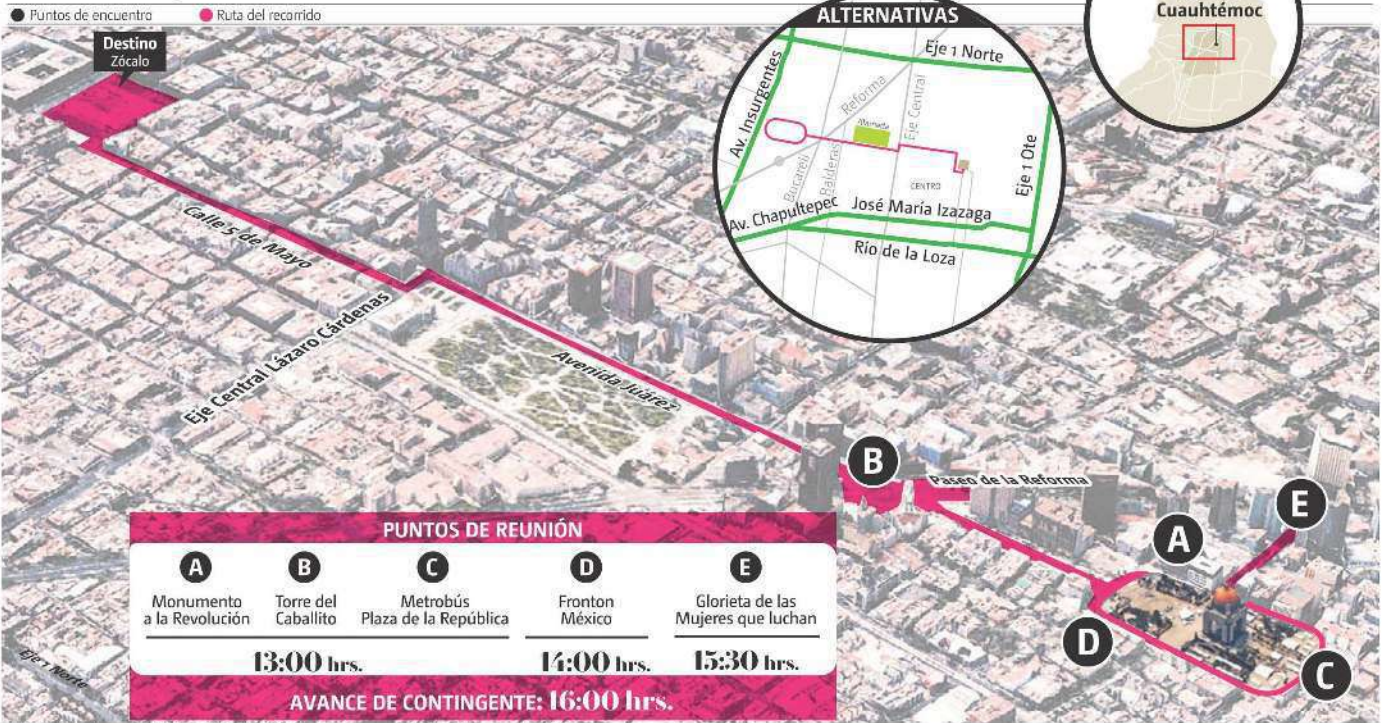 Puntos de encuentro
Ruta del recorrido
Destino
Zócalo
Calle 5 de Mayo
Eje Central Lázaro Cárdenas
Avenida Juárez
ALTERNATIVAS
Eje 1 Norte
Av. Insurgentes
Reforma
Eje Central
Alameda
Bucareli
Balderas
CENTRO
Eje 1 Ote
Av. Chapultepec
José María Izazaga
Río de la Loza
Cuauhtémoc
B
Paseo de la Reforma
E
A
D
C
Eje 1 Norte
PUNTOS DE REUNIÓN
A
Monumento
a la Revolución
B
Torre del
Caballito
C
Metrobús
Plaza de la República
D
Fronton
México
E
Glorieta de las
Mujeres que luchan
13:00 hrs.
14:00 hrs.
15:30 hrs.
AVANCE DE CONTINGENTE: 16:00 hrs.